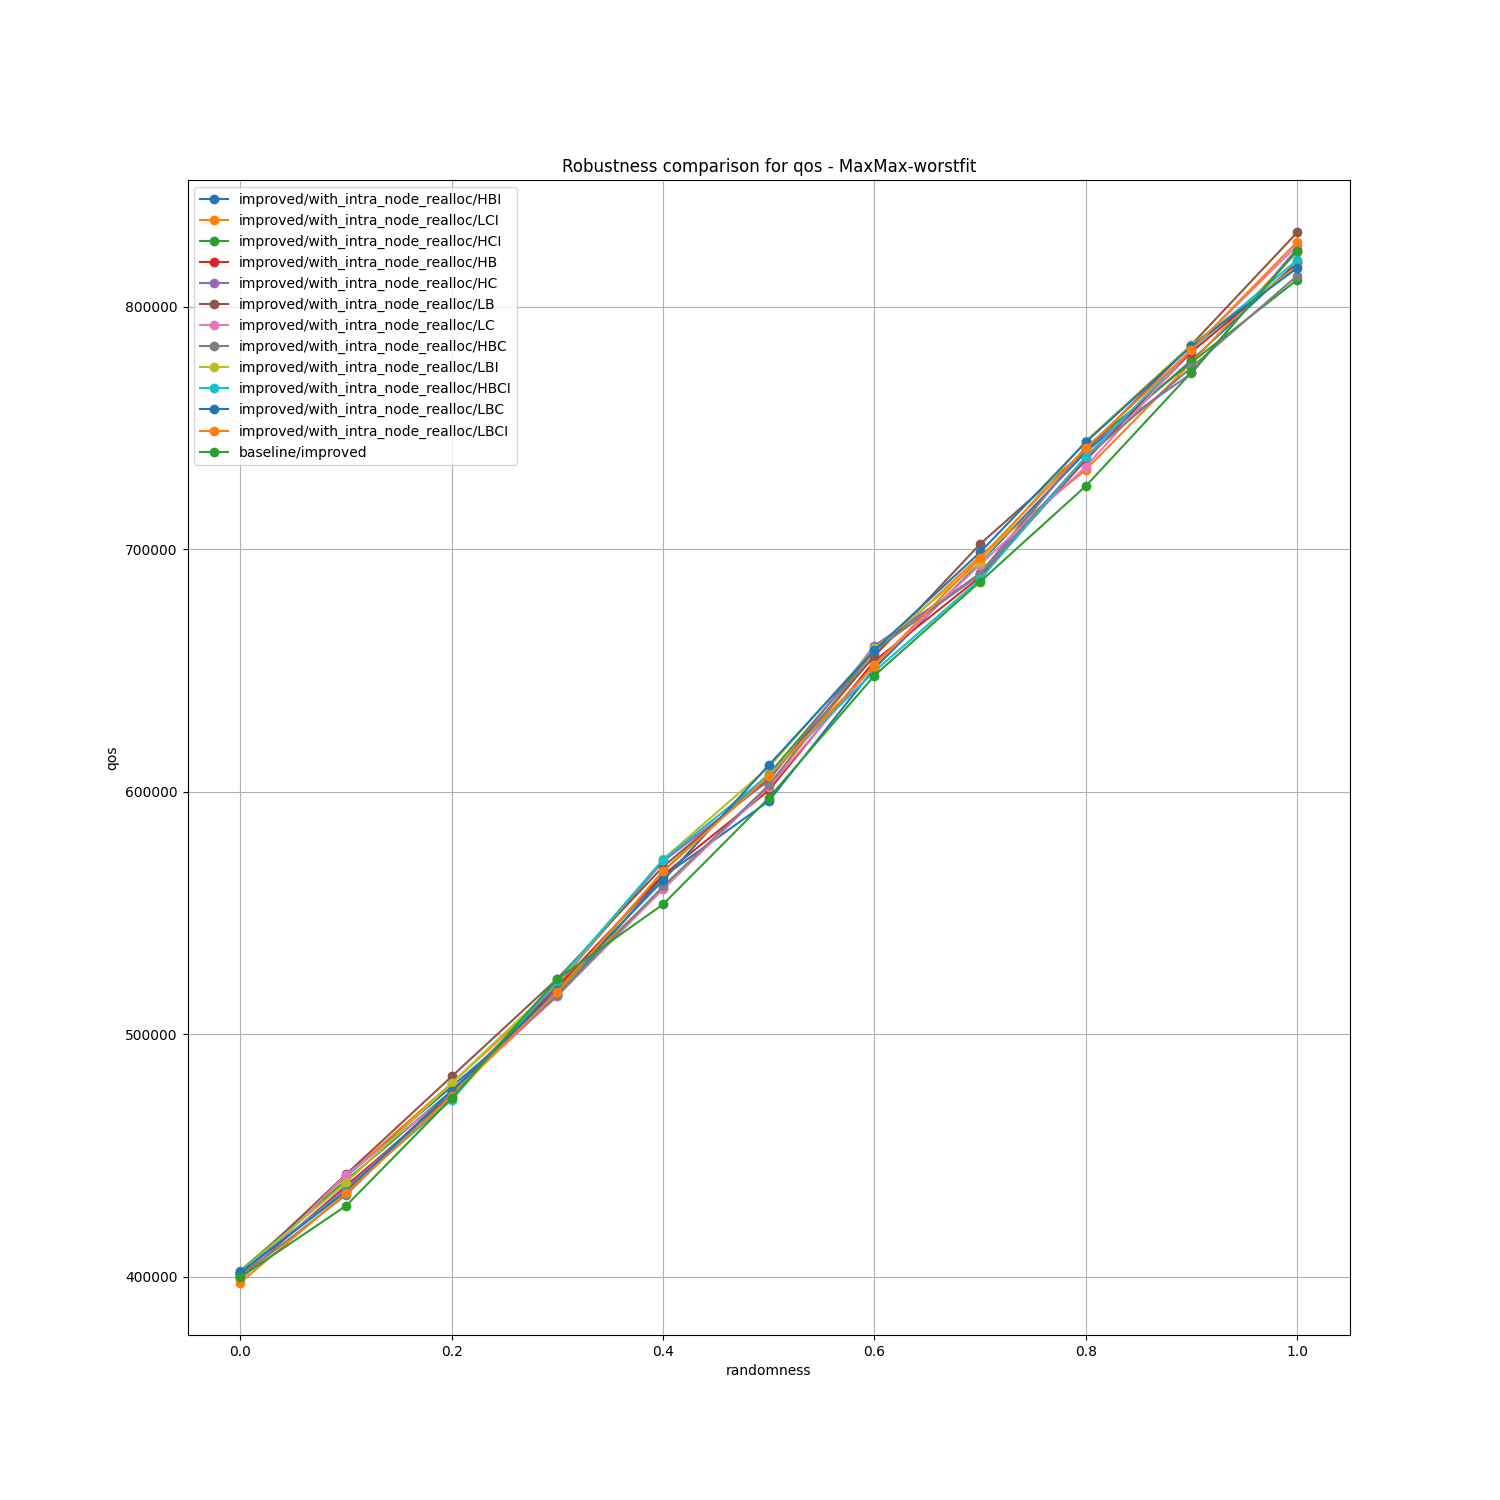 Robustness comparison for qos - MaxMax-worstfit
improved/with_intra_node_realloc/HBI
improved/with_intra_node_realloc/LCI
improved/with_intra_node_realloc/HCI
improved/with_intra_node_realloc/HB
improved/with_intra_node_realloc/HC
improved/with_intra_node_realloc/LB
improved/with_intra_node_realloc/LC
improved/with_intra_node_realloc/HBC
improved/with_intra_node_realloc/LBI
improved/with_intra_node_realloc/HBCI
improved/with_intra_node_realloc/LBC
improved/with_intra_node_realloc/LBCI
baseline/improved
800000
700000
600000
500000
400000
qos
0.0 0.2 0.4 0.6 0.8 1.0
randomness